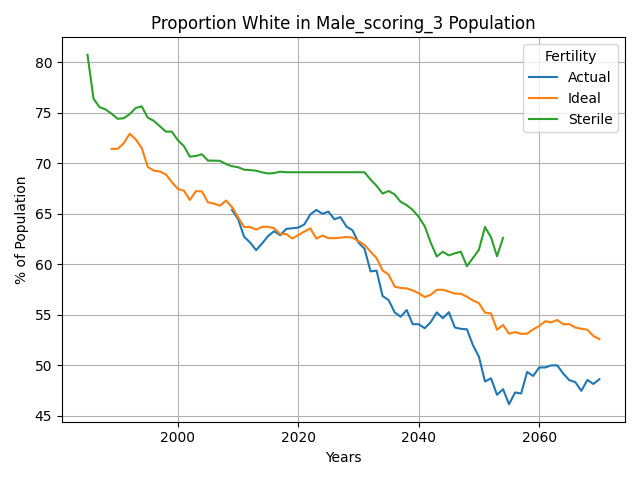 Proportion White in Male_scoring_3 Population
Fertility
Actual
Ideal
Sterile
% of Population
80
75
70
65
60
55
50
45
2000
2020
2040
2060
Years